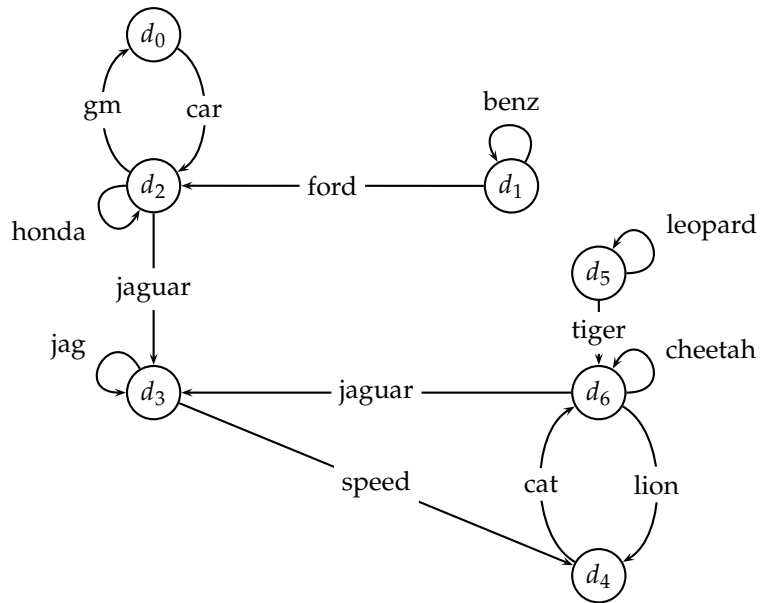 d0
gm
car
benz
d2
ford
d1
honda
leopard
d5
jaguar
tiger
jag
cheetah
d3
jaguar
d6
speed
cat
lion
d4